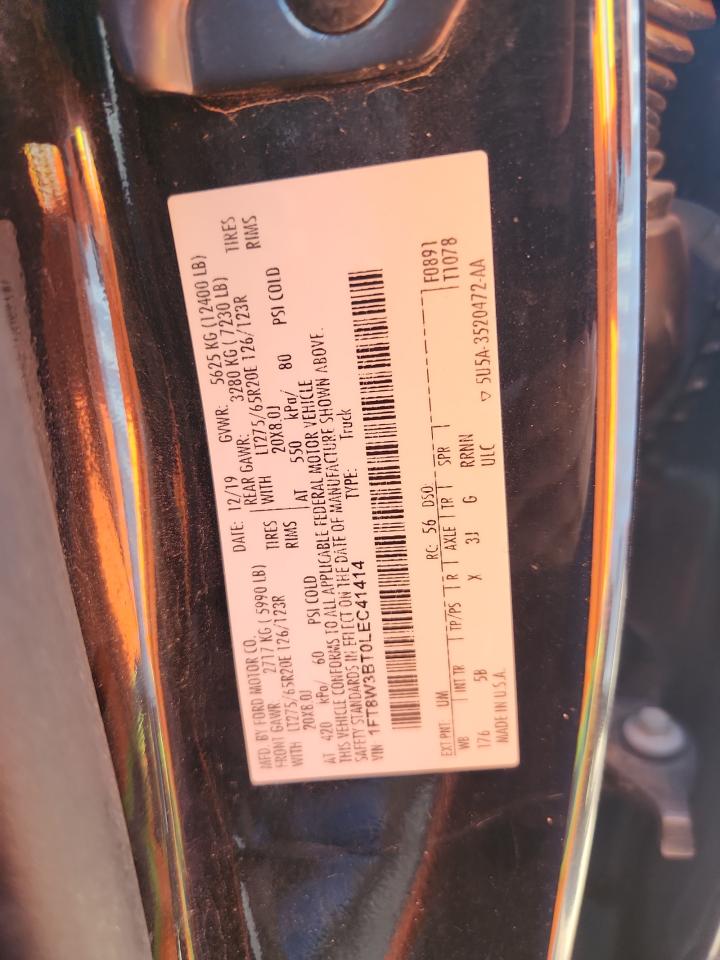 MFD. BY FORD MOTOR CO.
DATE: 12/19 GVWR: 5625 KG (12400 LB)
FRONT GAWR: 2717 KG ( 5990 LB) REAR GAWR: 3280 KG ( 7230 LB)
WITH LT275/65R20E 126/123R TIRES WITH LT275/65R20E 126/123R TIRES
20X8.0J RIMS 20X8.0J RIMS
AT 420 kPa/ 60 PSI COLD AT 550 kPa/ 80 PSI COLD
THIS VEHICLE CONFORMS TO ALL APPLICABLE FEDERAL MOTOR VEHICLE
SAFETY STANDARDS IN EFFECT ON THE DATE OF MANUFACTURE SHOWN ABOVE.
VIN 1FT8W3BT0LEC41414 TYPE: Truck
F0891
T1078
EXT PNT: UM RC: 56 DSO:
WB INT TR TP/PS R AXLE TR SPR
176 5B X 3J G RRNN
MADE IN U.S.A. ULC ▽ 5U5A-3520472-AA